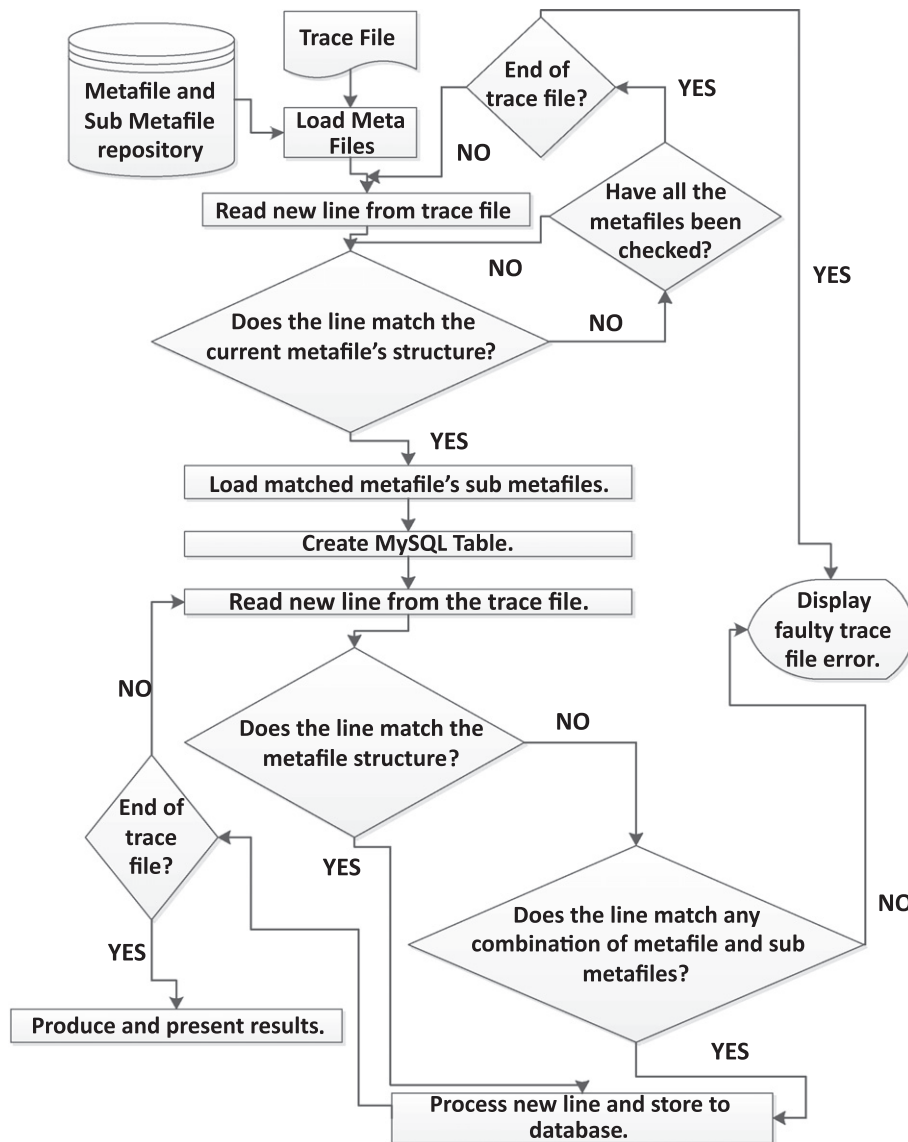 Trace File
Metafile and
Sub Metafile
repository
Load Meta
Files
End of
trace file?
YES
NO
Read new line from trace file
Have all the
metafiles been
checked?
NO
YES
Does the line match the
current metafile's structure?
NO
YES
Load matched metafile's sub metafiles.
Create MySQL Table.
Read new line from the trace file.
Display
faulty trace
file error.
NO
Does the line match the
metafile structure?
NO
End of
trace
file?
YES
Does the line match any
combination of metafile and sub
metafiles?
NO
YES
Produce and present results.
YES
Process new line and store to
database.